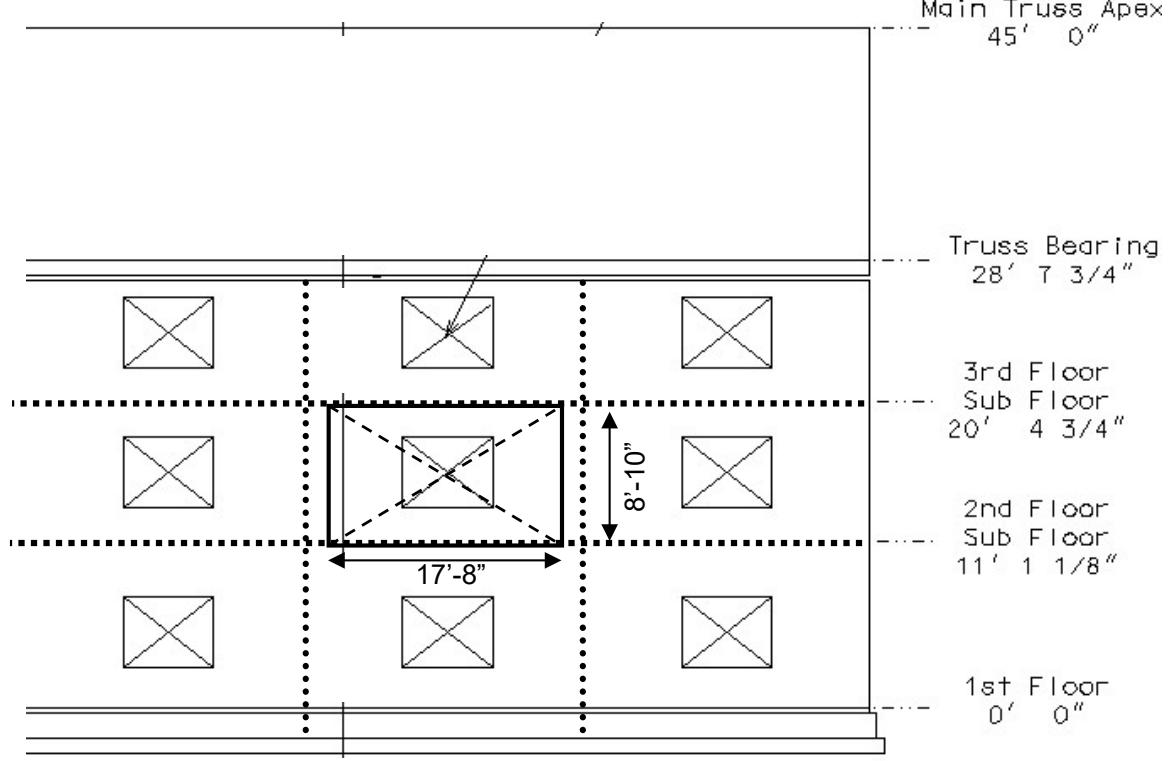 Main Truss Apex
45' 0"
Truss Bearing
28' 7 3/4"
3rd Floor
Sub Floor
20' 4 3/4"
8'-10"
2nd Floor
Sub Floor
11' 1 1/8"
17'-8"
1st Floor
0' 0"